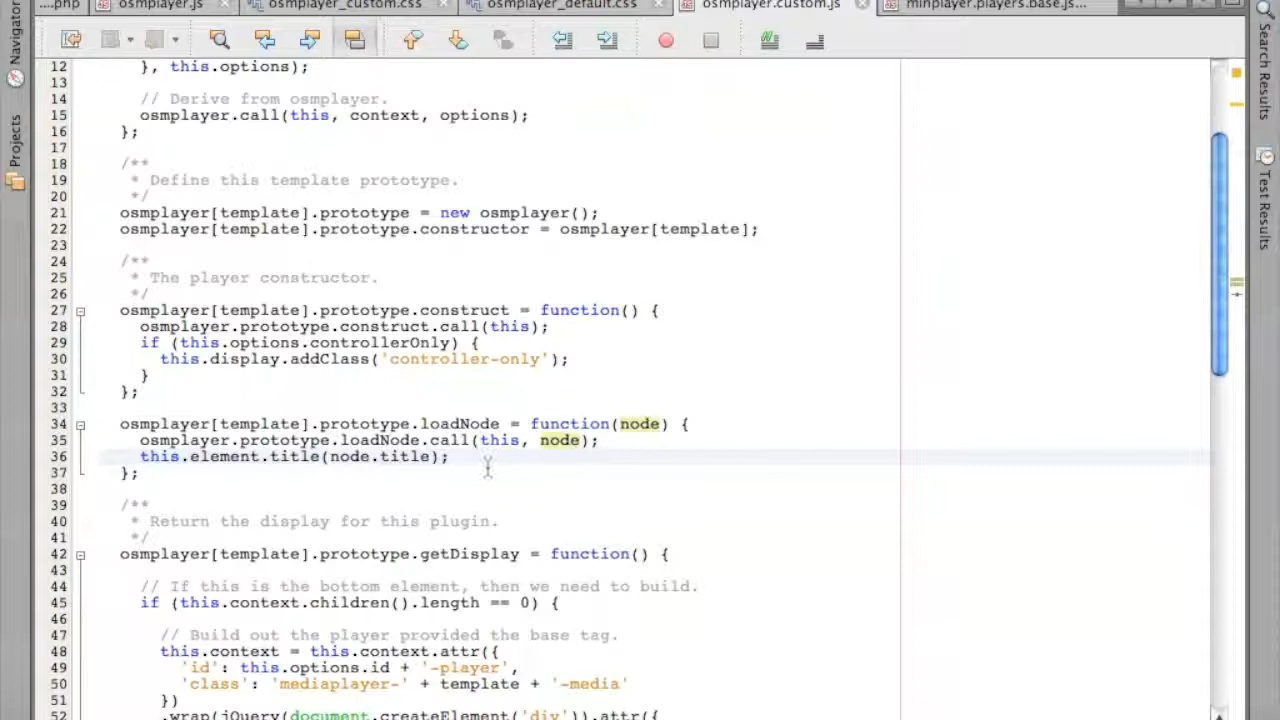 ....php osmplayer.js osmplayer_custom.css osmplayer_default.css osmplayer.custom.js minplayer.players.base.js...
Navigator
Projects
Search Results
Test Results
12 }, this.options);
13
14 // Derive from osmplayer.
15 osmplayer.call(this, context, options);
16 };
17
18 /**
19 * Define this template prototype.
20 */
21 osmplayer[template].prototype = new osmplayer();
22 osmplayer[template].prototype.constructor = osmplayer[template];
23
24 /**
25 * The player constructor.
26 */
27 osmplayer[template].prototype.construct = function() {
28 osmplayer.prototype.construct.call(this);
29 if (this.options.controllerOnly) {
30 this.display.addClass('controller-only');
31 }
32 };
33
34 osmplayer[template].prototype.loadNode = function(node) {
35 osmplayer.prototype.loadNode.call(this, node);
36 this.element.title(node.title);
37 };
38
39 /**
40 * Return the display for this plugin.
41 */
42 osmplayer[template].prototype.getDisplay = function() {
43
44 // If this is the bottom element, then we need to build.
45 if (this.context.children().length == 0) {
46
47 // Build out the player provided the base tag.
48 this.context = this.context.attr({
49 'id': this.options.id + '-player',
50 'class': 'mediaplayer-' + template + '-media'
51 })
52 .wrap(jQuery(document.createElement('div')).attr({